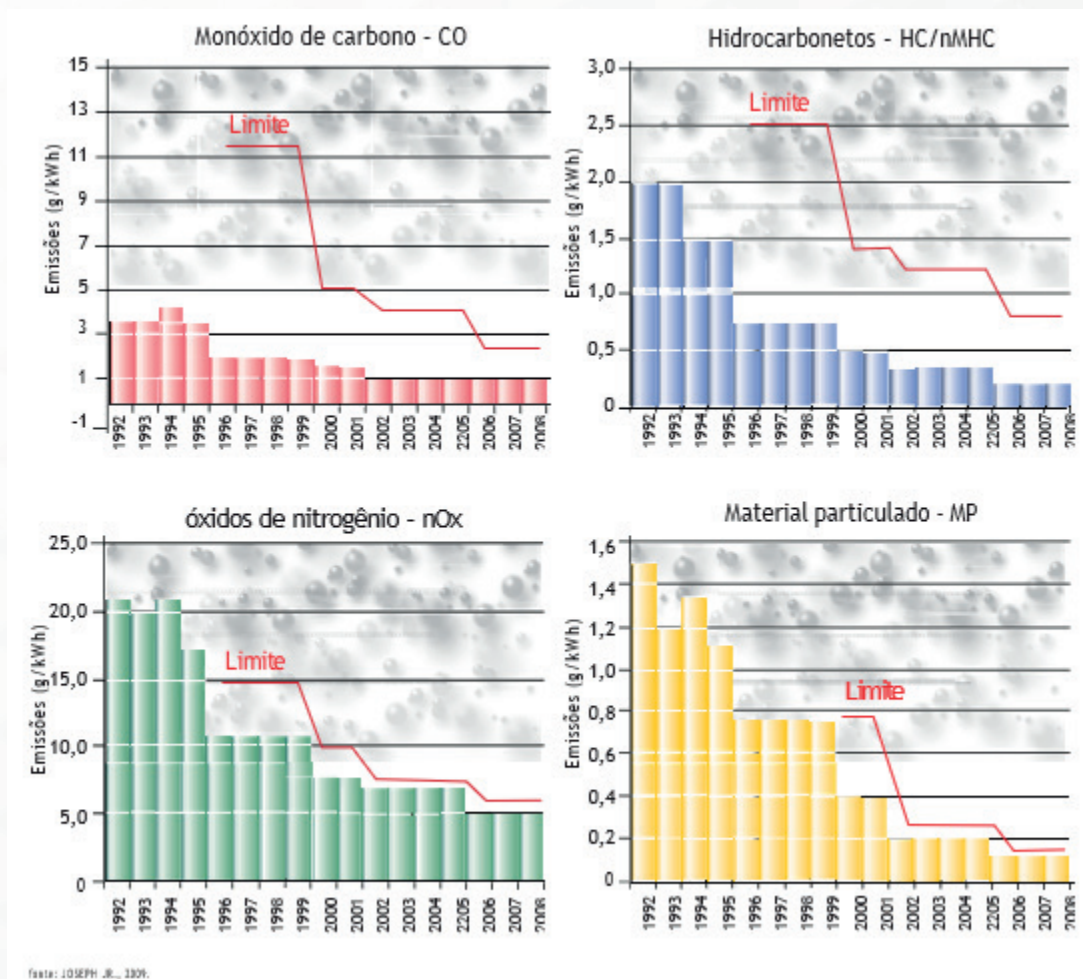 Monóxido de carbono - CO
Emissões (g/kWh)
15
13
11
9
7
5
3
1
-1
Limite
1992 1993 1994 1995 1996 1997 1998 1999 2000 2001 2002 2003 2004 2205 2006 2007 2008
Hidrocarbonetos - HC/nMHC
Emissões (g/kWh)
3,0
2,5
2,0
1,5
1,0
0,5
0
Limite
1992 1993 1994 1995 1996 1997 1998 1999 2000 2001 2002 2003 2004 2205 2006 2007 2008
óxidos de nitrogênio - nOx
Emissões (g/kWh)
25,0
20,0
15,0
10,0
5,0
0
Limite
1992 1993 1994 1995 1996 1997 1998 1999 2000 2001 2002 2003 2004 2205 2006 2007 2008
Material particulado - MP
Emissões (g/kWh)
1,6
1,4
1,2
1,0
0,8
0,6
0,4
0,2
0
Limite
1992 1993 1994 1995 1996 1997 1998 1999 2000 2001 2002 2003 2004 2205 2006 2007 2008
fonte: JOSEPH JR., 2009.